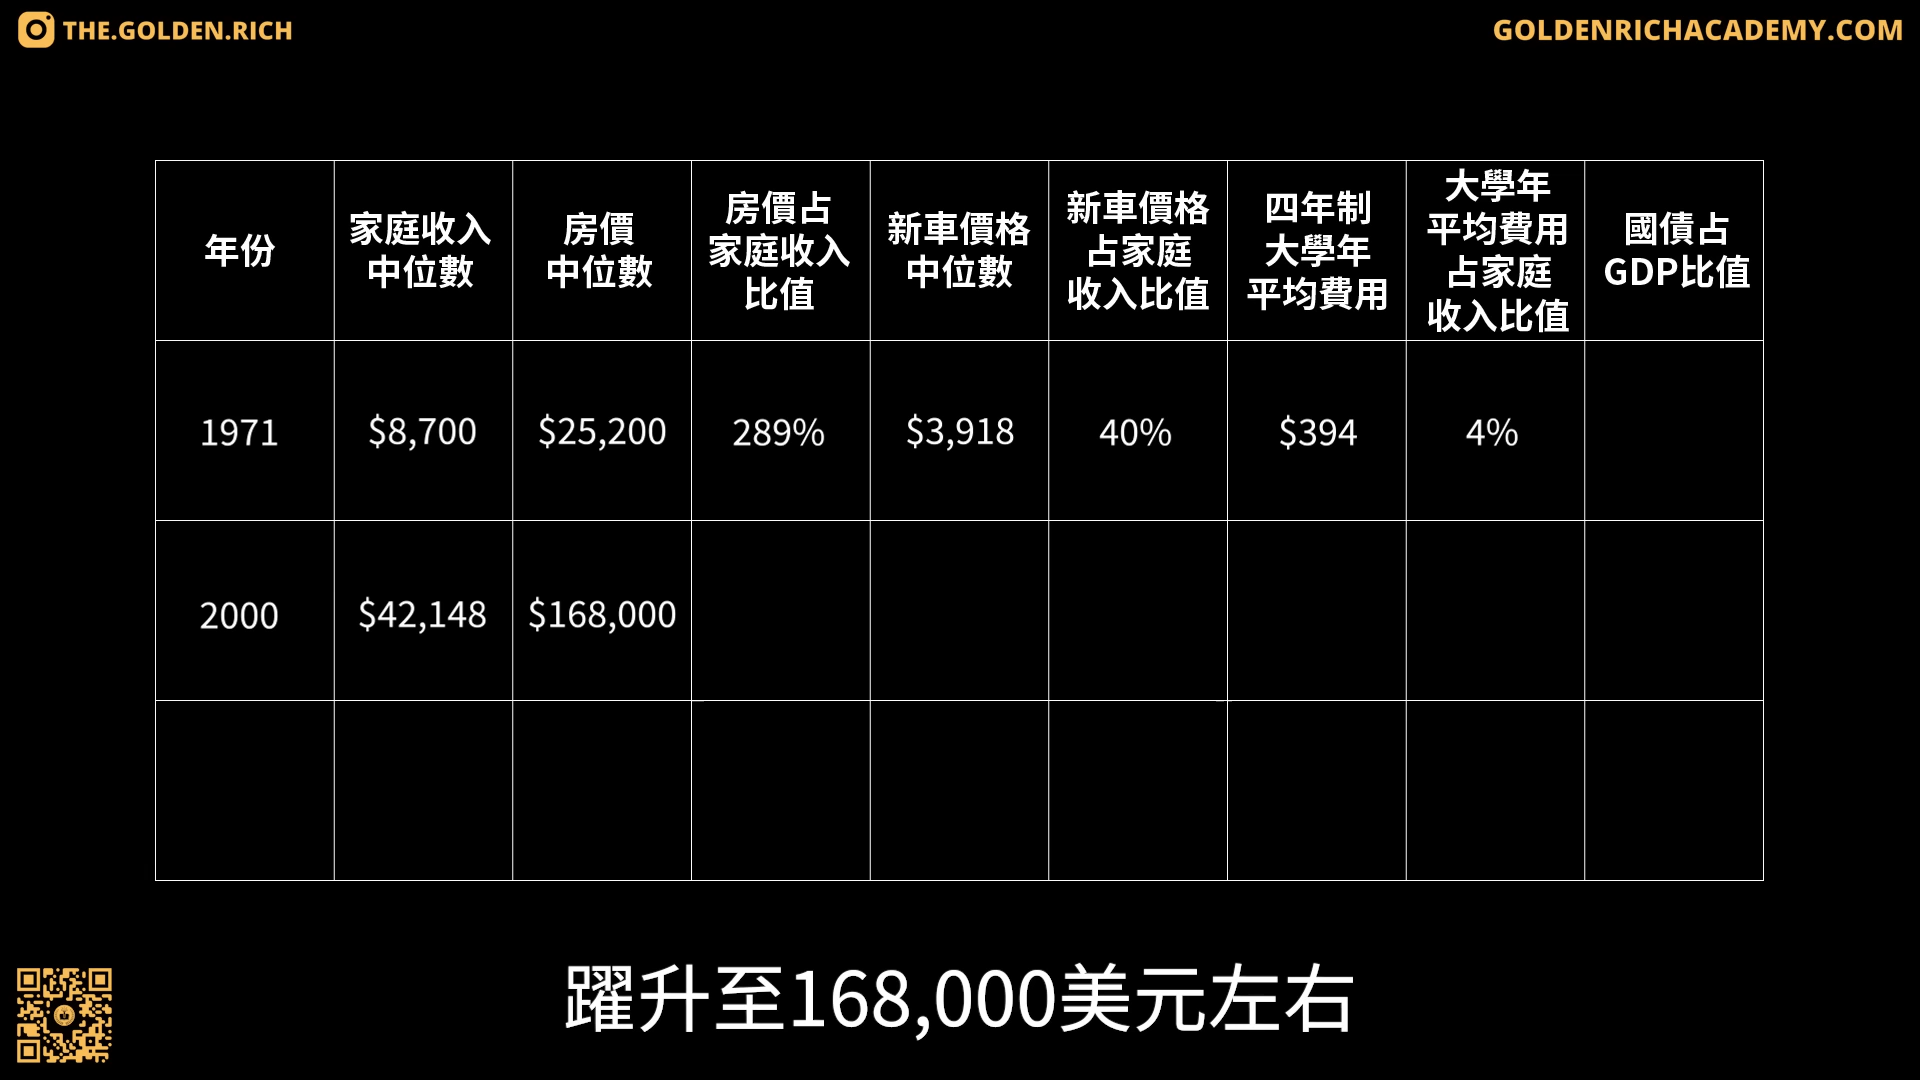 THE.GOLDEN.RICH
GOLDENRICHACADEMY.COM
年份
家庭收入
中位數
房價
中位數
房價占
家庭收入
比值
新車價格
中位數
新車價格
占家庭
收入比值
四年制
大學年
平均費用
大學年
平均費用
占家庭
收入比值
國債占
GDP比值
1971
$8,700
$25,200
289%
$3,918
40%
$394
4%
2000
$42,148
$168,000
躍升至168,000美元左右